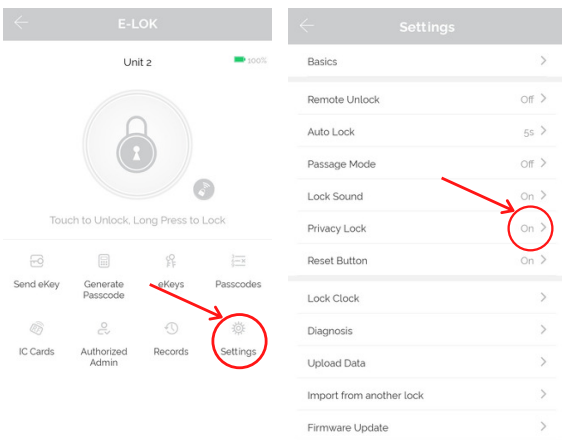 E-LOK
Unit 2
100%
Touch to Unlock, Long Press to Lock
Send eKey
Generate
Passcode
eKeys
Passcodes
IC Cards
Authorized
Admin
Records
Settings
Settings
Basics
Remote Unlock Off
Auto Lock 5s
Passage Mode Off
Lock Sound On
Privacy Lock On
Reset Button On
Lock Clock
Diagnosis
Upload Data
Import from another lock
Firmware Update